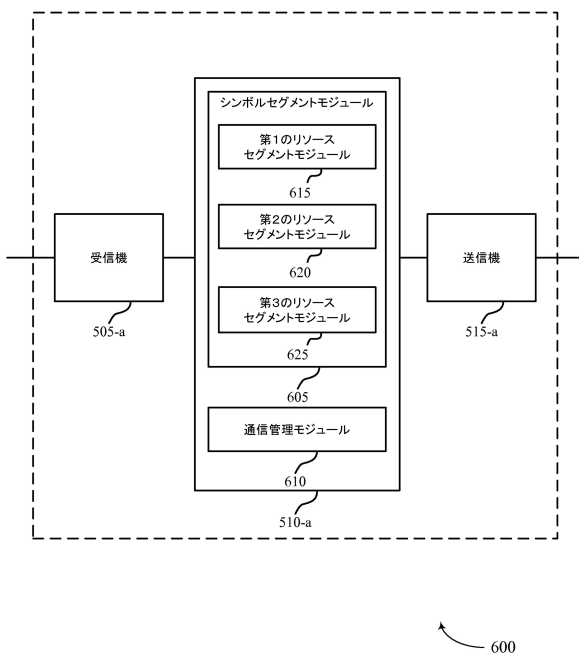 シンボルセグメントモジュール
第1のリソース
セグメントモジュール
615
第2のリソース
セグメントモジュール
620
第3のリソース
セグメントモジュール
625
605
受信機
505-a
送信機
515-a
通信管理モジュール
610
510-a
600